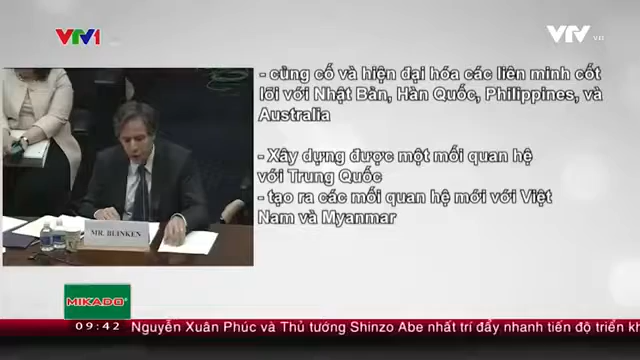 VTV1
VTV.VN
- củng cố và hiện đại hóa các liên minh cốt
lõi với Nhật Bản, Hàn Quốc, Philippines, và
Australia
- Xây dựng được một mối quan hệ
với Trung Quốc
- tạo ra các mối quan hệ mới với Việt
Nam và Myanmar
MR. BLINKEN
MIKADO
09:42 Nguyễn Xuân Phúc và Thủ tướng Shinzo Abe nhất trí đẩy nhanh tiến độ triển kh